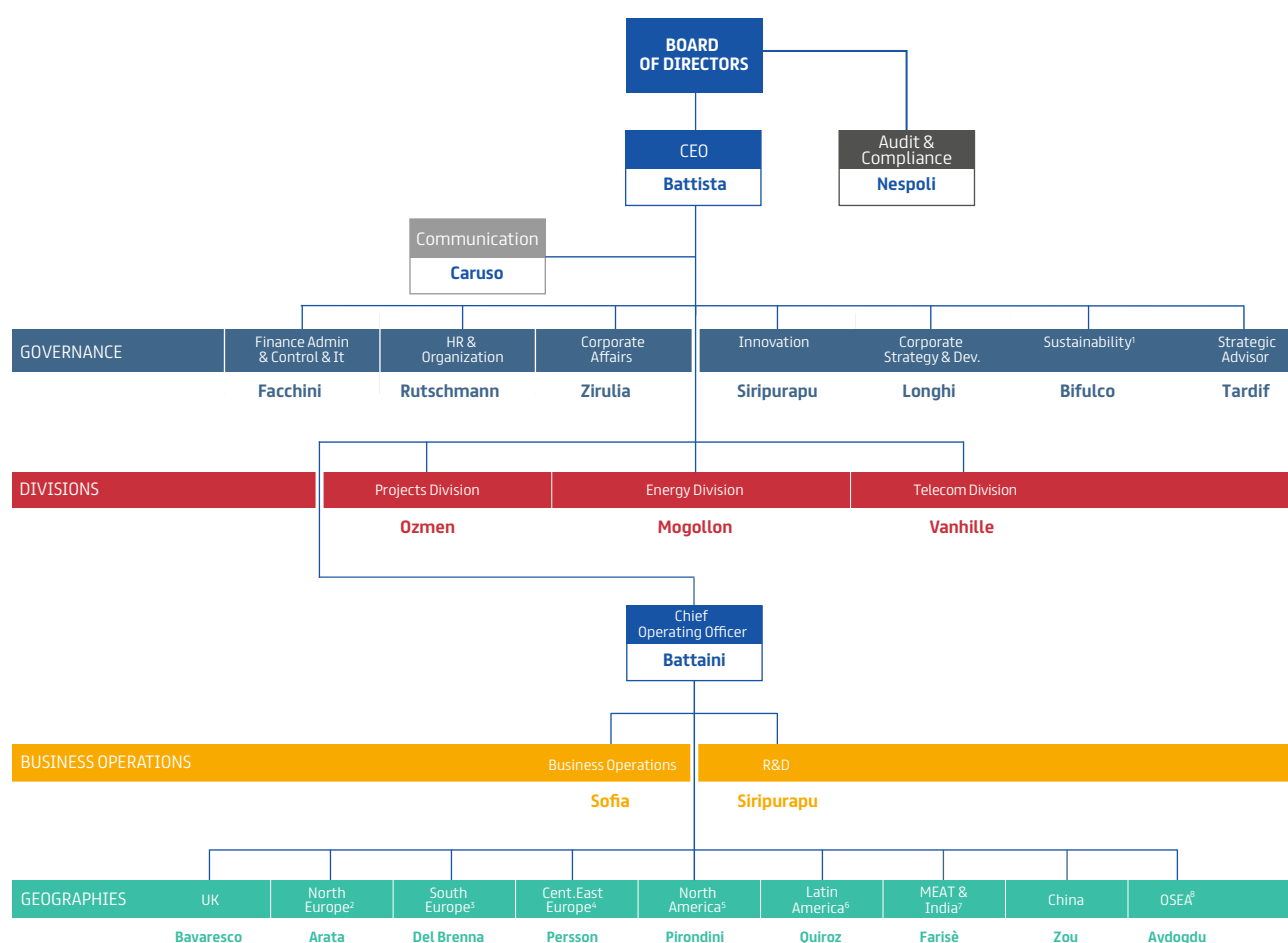 BOARD
OF DIRECTORS
CEO
Battista
Audit &
Compliance
Nespoli
Communication
Caruso
GOVERNANCE
Finance Admin
& Control & It
Facchini
HR &
Organization
Rutschmann
Corporate
Affairs
Zirulia
Innovation
Siripurapu
Corporate
Strategy & Dev.
Longhi
Sustainability¹
Bifulco
Strategic
Advisor
Tardif
DIVISIONS
Projects Division
Ozmen
Energy Division
Mogollon
Telecom Division
Vanhille
Chief
Operating Officer
Battaini
BUSINESS OPERATIONS
Business Operations
Sofia
R&D
Siripurapu
GEOGRAPHIES
UK
Bavaresco
North
Europe²
Arata
South
Europe³
Del Brenna
Cent.East
Europe⁴
Persson
North
America⁵
Pirondini
Latin
America⁶
Quiroz
MEAT &
India⁷
Farisè
China
Zou
OSEA⁸
Aydogdu